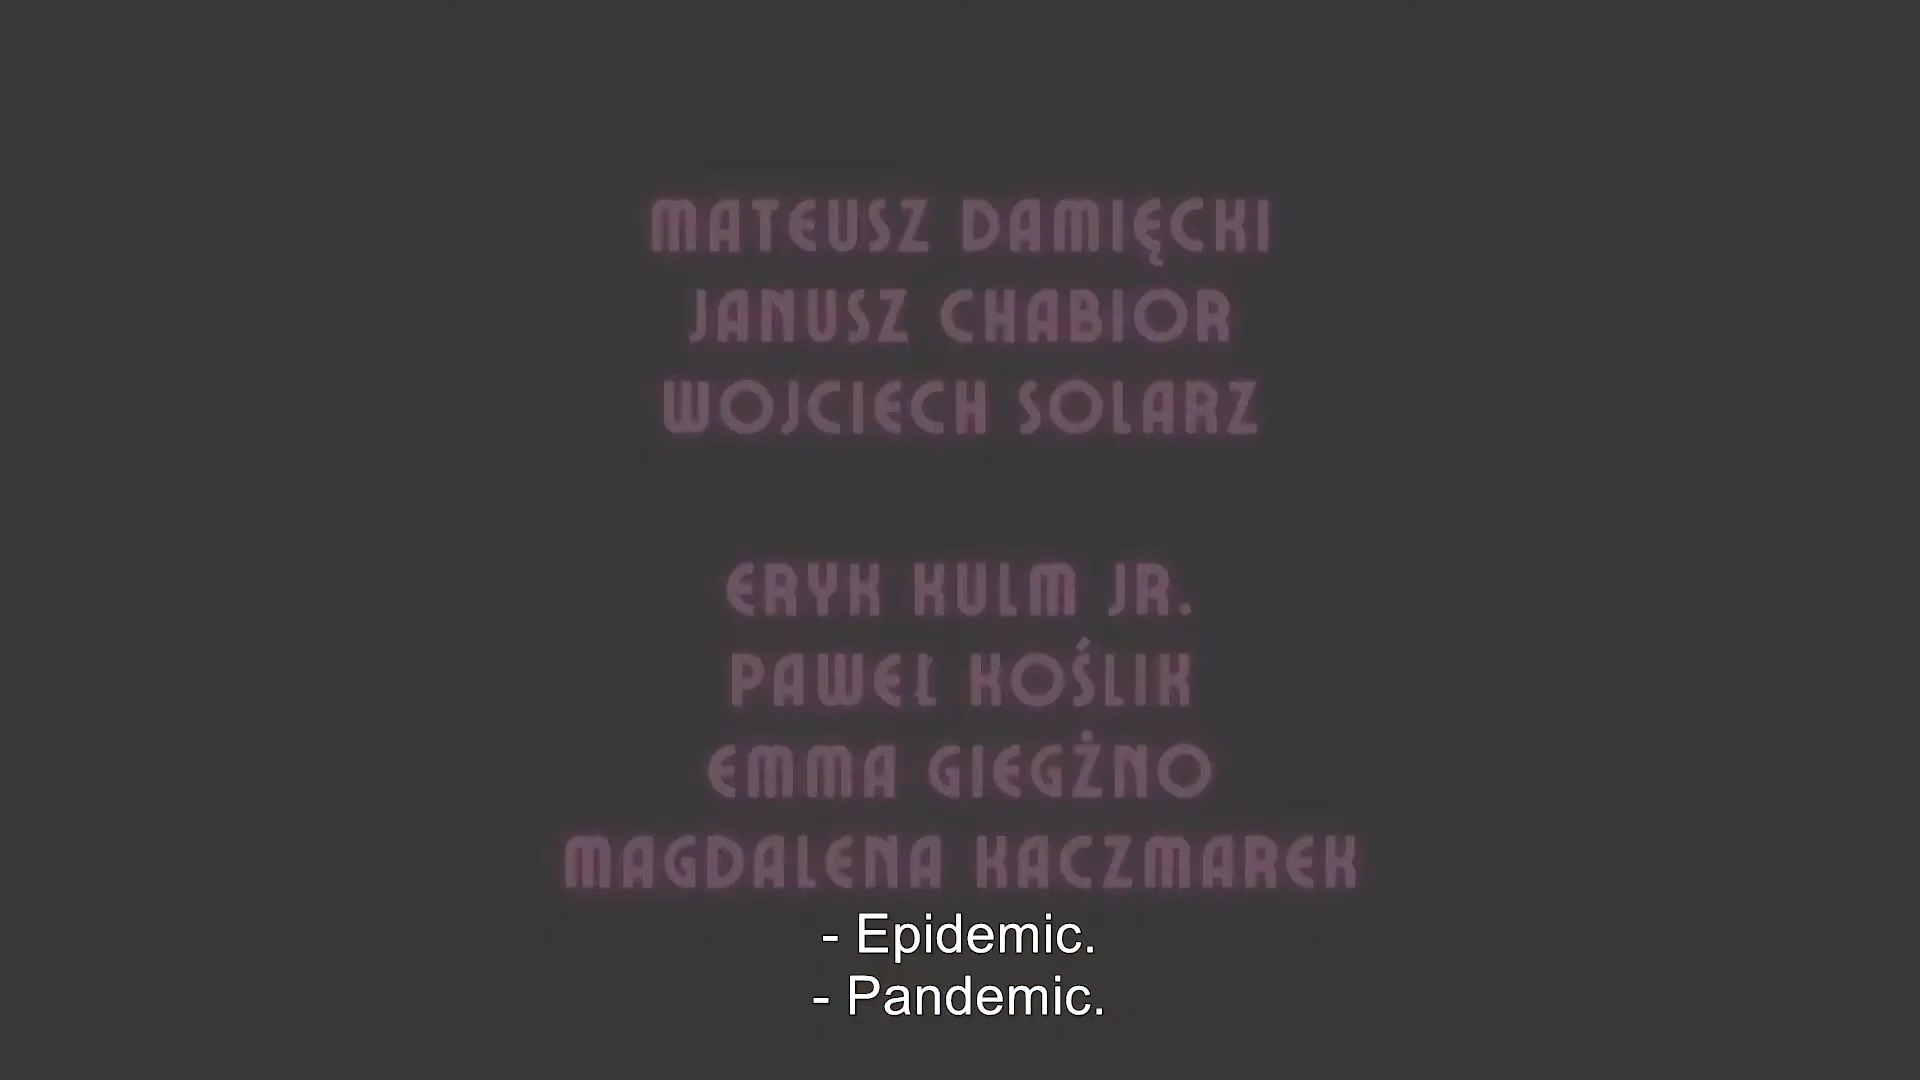 MATEUSZ DAMIĘCKI
JANUSZ CHABIOR
WOJCIECH SOLARZ
ERYK KULM JR.
PAWEŁ KOŚLIK
EMMA GIEGŻNO
MAGDALENA KACZMAREK
- Epidemic.
- Pandemic.